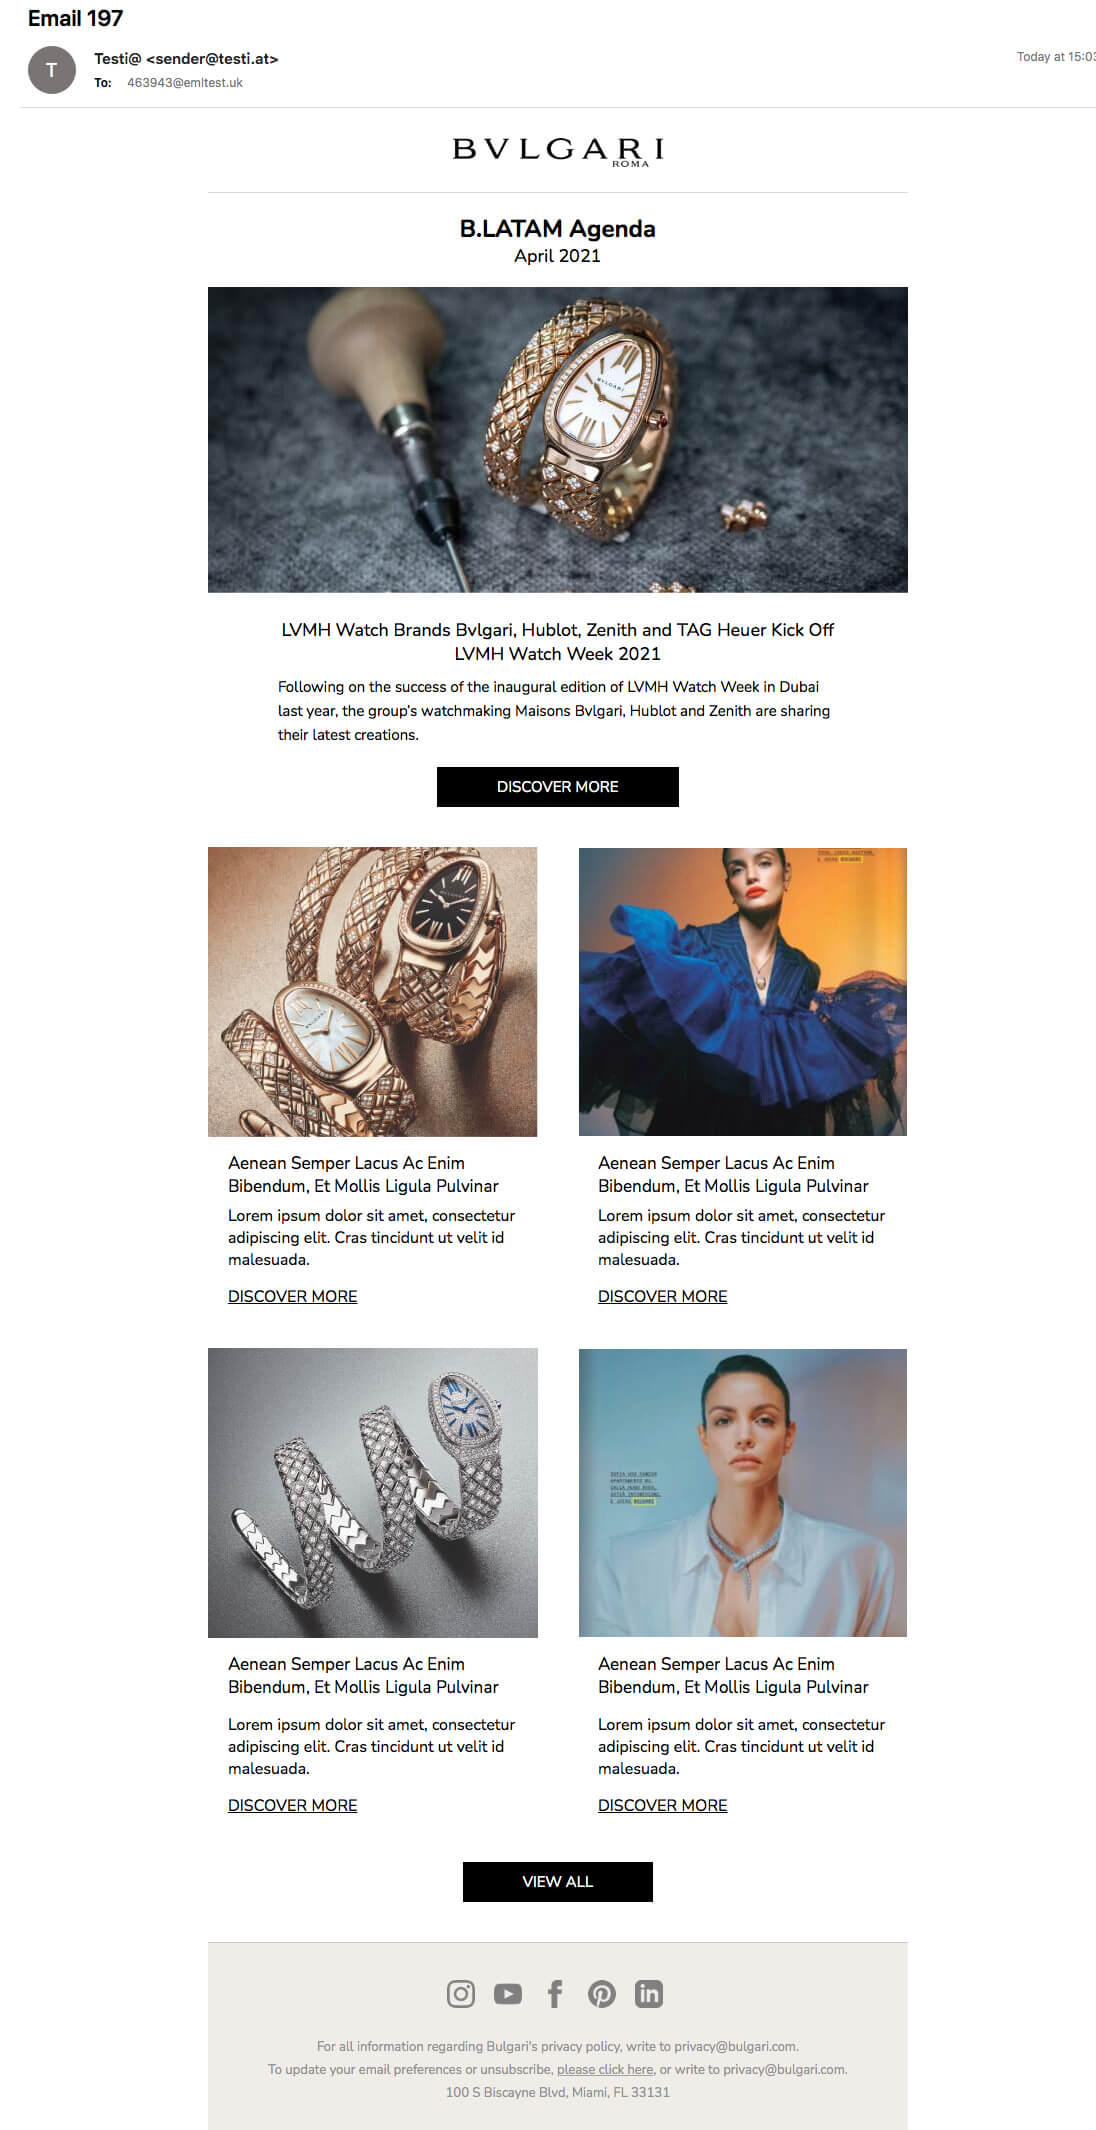 Email 197
T
Testi@ <sender@testi.at>
Today at 15:03
To: 463943@emltest.uk
BVLGARI
ROMA
B.LATAM Agenda
April 2021
BVLGARI
LVMH Watch Brands Bvlgari, Hublot, Zenith and TAG Heuer Kick Off
LVMH Watch Week 2021
Following on the success of the inaugural edition of LVMH Watch Week in Dubai
last year, the group's watchmaking Maisons Bvlgari, Hublot and Zenith are sharing
their latest creations.
DISCOVER MORE
BVLGARI
BVLGARI
E JOIAS BULGARI
Aenean Semper Lacus Ac Enim
Bibendum, Et Mollis Ligula Pulvinar
Lorem ipsum dolor sit amet, consectetur
adipiscing elit. Cras tincidunt ut velit id
malesuada.
DISCOVER MORE
Aenean Semper Lacus Ac Enim
Bibendum, Et Mollis Ligula Pulvinar
Lorem ipsum dolor sit amet, consectetur
adipiscing elit. Cras tincidunt ut velit id
malesuada.
DISCOVER MORE
E JOIAS BULGARI
Aenean Semper Lacus Ac Enim
Bibendum, Et Mollis Ligula Pulvinar
Lorem ipsum dolor sit amet, consectetur
adipiscing elit. Cras tincidunt ut velit id
malesuada.
DISCOVER MORE
Aenean Semper Lacus Ac Enim
Bibendum, Et Mollis Ligula Pulvinar
Lorem ipsum dolor sit amet, consectetur
adipiscing elit. Cras tincidunt ut velit id
malesuada.
DISCOVER MORE
VIEW ALL
For all information regarding Bulgari's privacy policy, write to privacy@bulgari.com.
To update your email preferences or unsubscribe, please click here, or write to privacy@bulgari.com.
100 S Biscayne Blvd, Miami, FL 33131